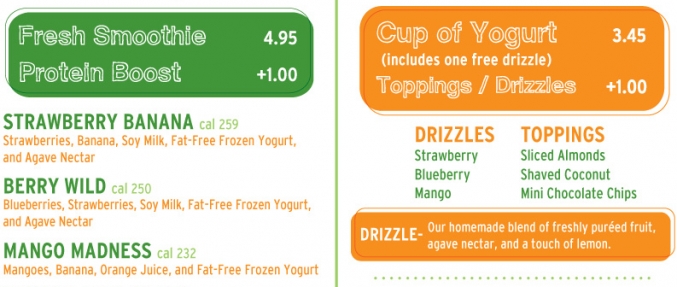 Fresh Smoothie 4.95
Protein Boost +1.00
STRAWBERRY BANANA cal 259
Strawberries, Banana, Soy Milk, Fat-Free Frozen Yogurt,
and Agave Nectar
BERRY WILD cal 250
Blueberries, Strawberries, Soy Milk, Fat-Free Frozen Yogurt,
and Agave Nectar
MANGO MADNESS cal 232
Mangoes, Banana, Orange Juice, and Fat-Free Frozen Yogurt
Cup of Yogurt 3.45
(includes one free drizzle)
Toppings / Drizzles +1.00
DRIZZLES
Strawberry
Blueberry
Mango
TOPPINGS
Sliced Almonds
Shaved Coconut
Mini Chocolate Chips
DRIZZLE- Our homemade blend of freshly puréed fruit,
agave nectar, and a touch of lemon.